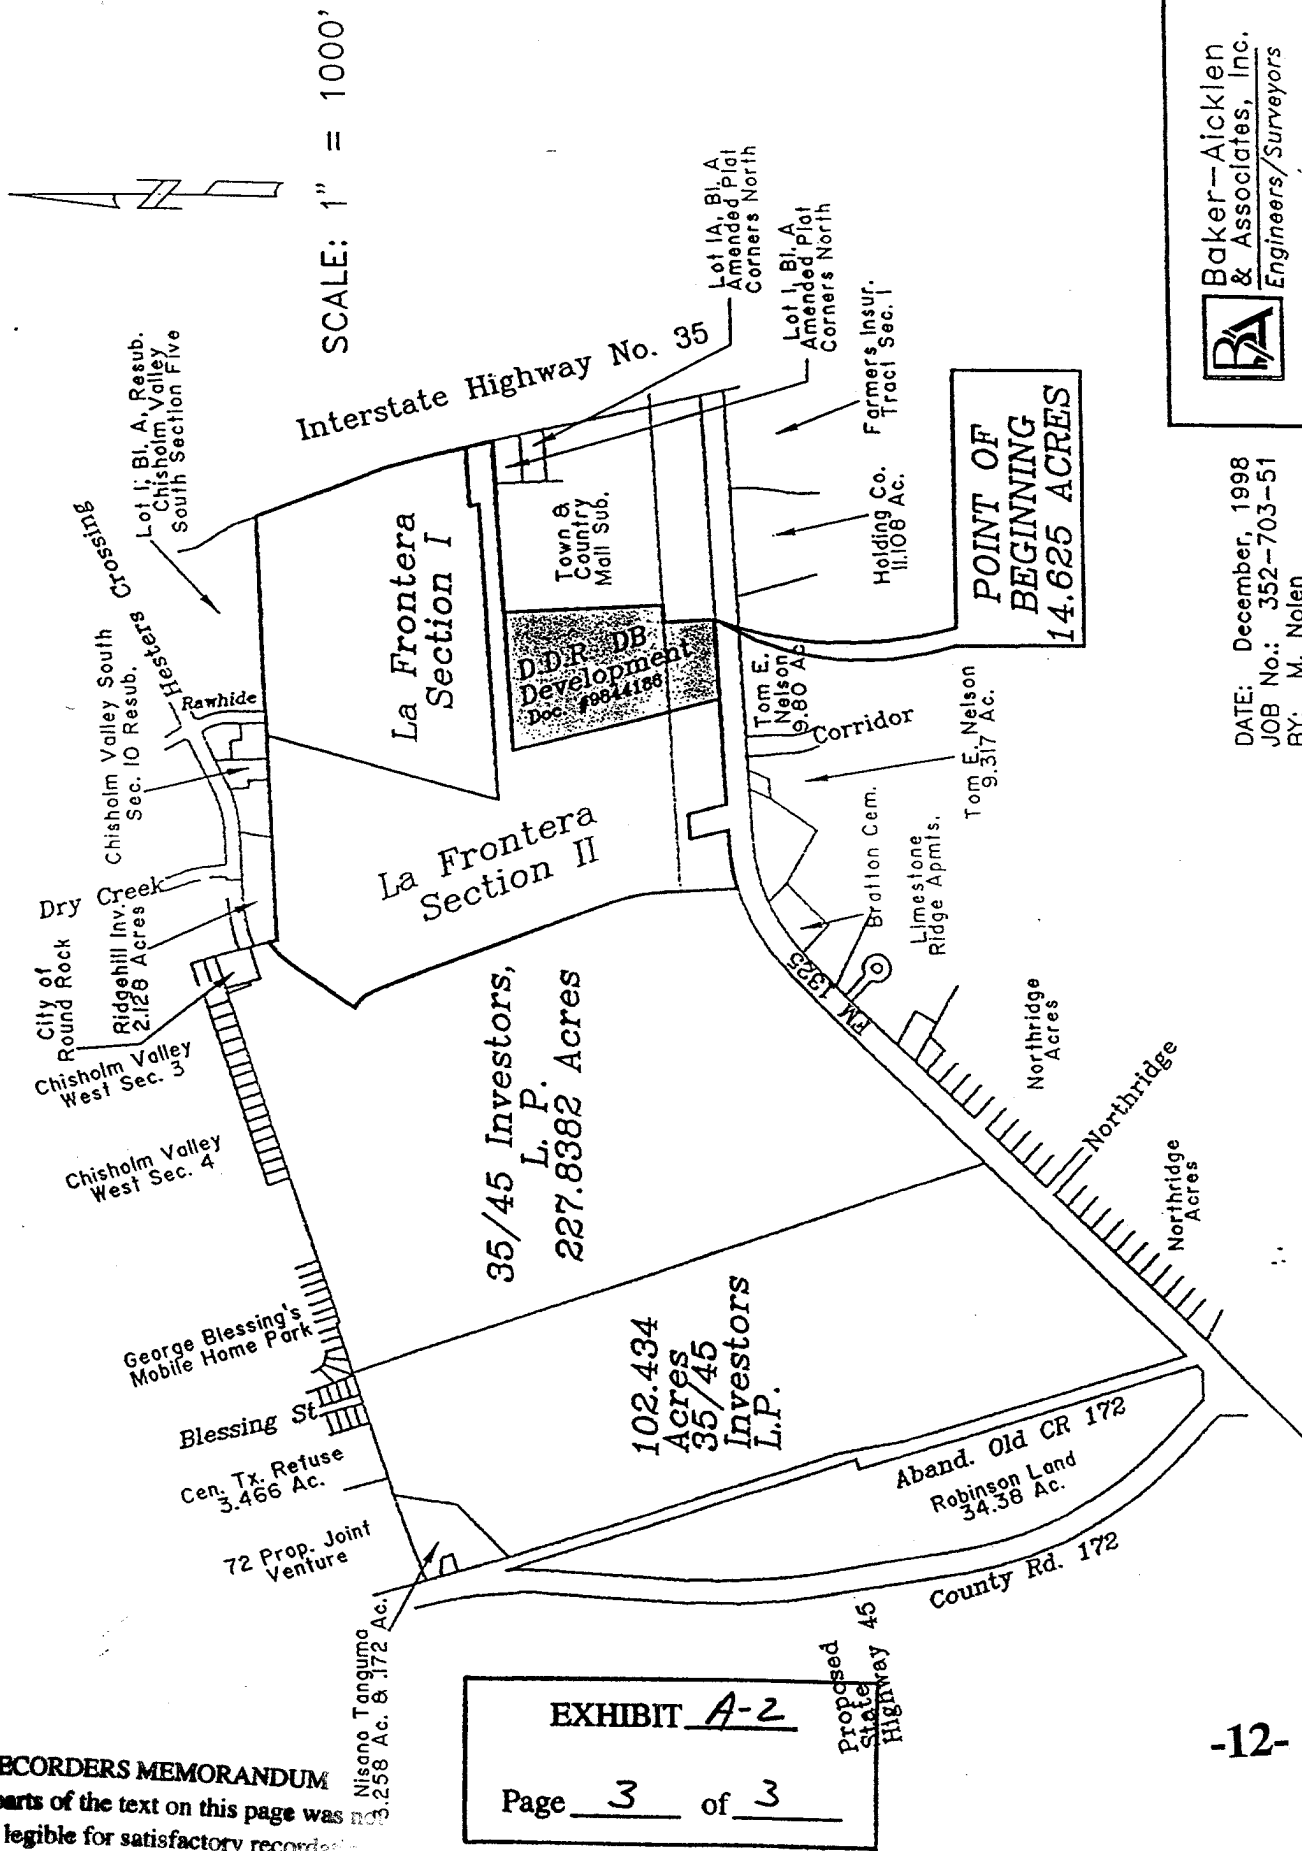 SCALE: 1" = 1000'
Lot 1, Bl. A, Resub.
Chisholm Valley
South Section Five
Hesters Crossing
Rawhide
Chisholm Valley South
Sec. 10 Resub.
Dry Creek
Ridgehill Inv.
2.128 Acres
City of
Round Rock
Chisholm Valley
West Sec. 3
Chisholm Valley
West Sec. 4
George Blessing's
Mobile Home Park
Blessing St.
Cen. Tx. Refuse
3.466 Ac.
72 Prop. Joint
Venture
Nisano Tanguma
3.258 Ac. & .172 Ac.
Interstate Highway No. 35
La Frontera
Section I
La Frontera
Section II
Town &
Country
Mall Sub.
D.D.R. DB
Development
Doc. #9844186
Lot 1A, Bl. A
Amended Plat
Corners North
Lot 1, Bl. A
Amended Plat
Corners North
Farmers Insur.
Tract Sec. 1
Holding Co.
11.108 Ac.
POINT OF
BEGINNING
14.625 ACRES
Tom E.
Nelson
9.80 Ac
Corridor
Tom E. Nelson
9.317 Ac.
Bratton Cem.
Limestone
Ridge Apmts.
FM 1325
Northridge
Acres
Northridge
Northridge
Acres
35/45 Investors,
L. P.
227.8382 Acres
102.434
Acres
35/45
Investors
L.P.
Aband. Old CR 172
Robinson Land
34.38 Ac.
County Rd. 172
Proposed
State
Highway 45
Baker-Aicklen
& Associates, Inc.
Engineers/Surveyors
BA
DATE: December, 1998
JOB No.: 352-703-51
BY: M. Nolen
EXHIBIT A-2
Page 3 of 3
-12-
ECORDERS MEMORANDUM
parts of the text on this page was not
legible for satisfactory